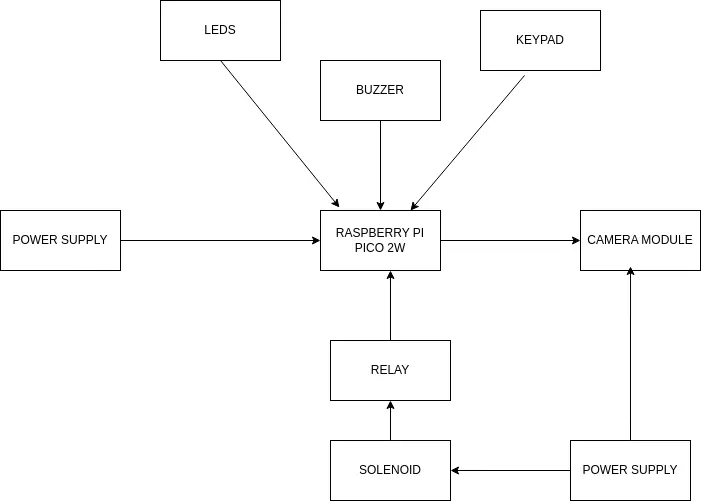 LEDS
KEYPAD
BUZZER
POWER SUPPLY
RASPBERRY PI
PICO 2W
CAMERA MODULE
RELAY
SOLENOID
POWER SUPPLY